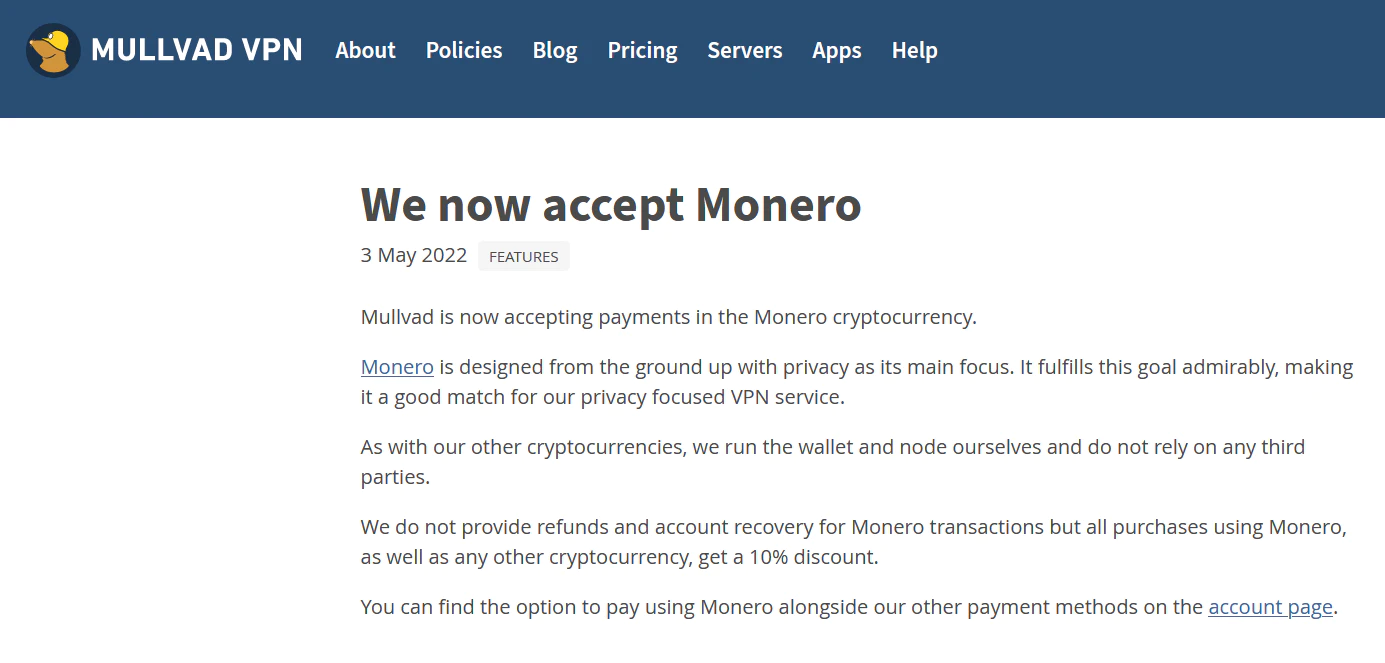 MULLVAD VPN About Policies Blog Pricing Servers Apps Help
We now accept Monero
3 May 2022 FEATURES
Mullvad is now accepting payments in the Monero cryptocurrency.
Monero is designed from the ground up with privacy as its main focus. It fulfills this goal admirably, making
it a good match for our privacy focused VPN service.
As with our other cryptocurrencies, we run the wallet and node ourselves and do not rely on any third
parties.
We do not provide refunds and account recovery for Monero transactions but all purchases using Monero,
as well as any other cryptocurrency, get a 10% discount.
You can find the option to pay using Monero alongside our other payment methods on the account page.